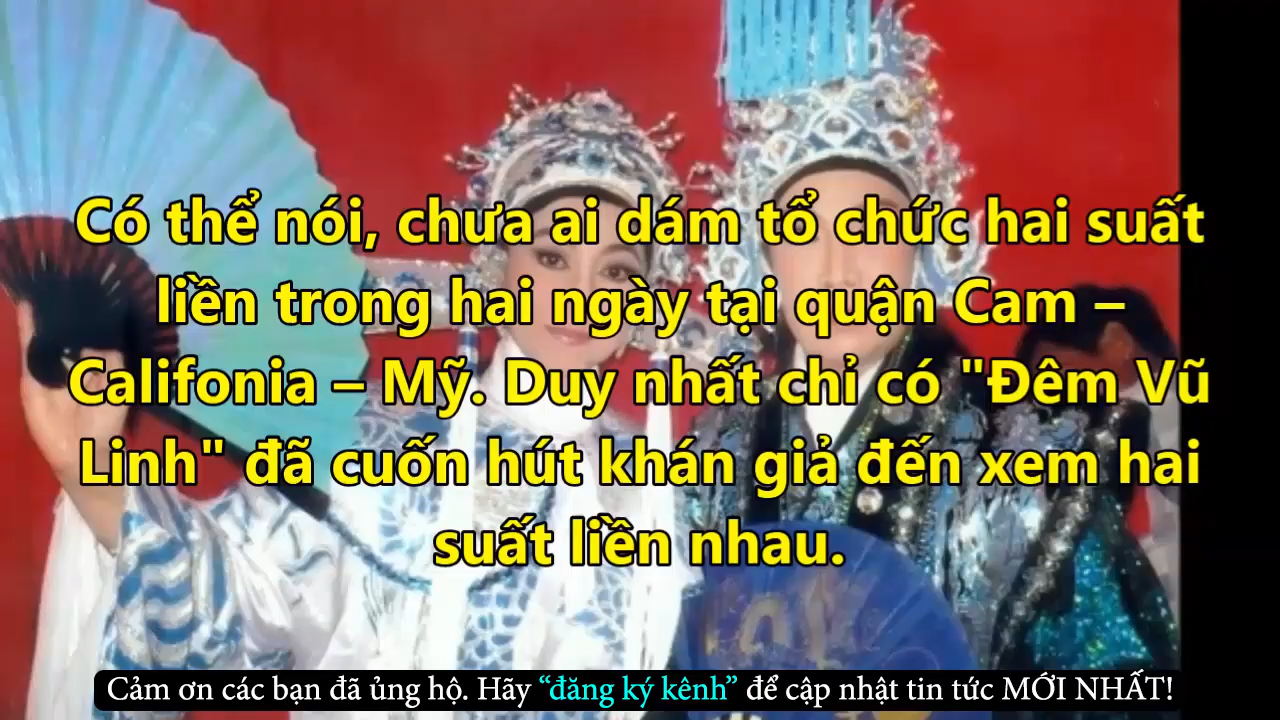 Có thể nói, chưa ai dám tổ chức hai suất
liền trong hai ngày tại quận Cam –
Califonia – Mỹ. Duy nhất chỉ có "Đêm Vũ
Linh" đã cuốn hút khán giả đến xem hai
suất liền nhau.
Cảm ơn các bạn đã ủng hộ. Hãy “đăng ký kênh” để cập nhật tin tức MỚI NHẤT!